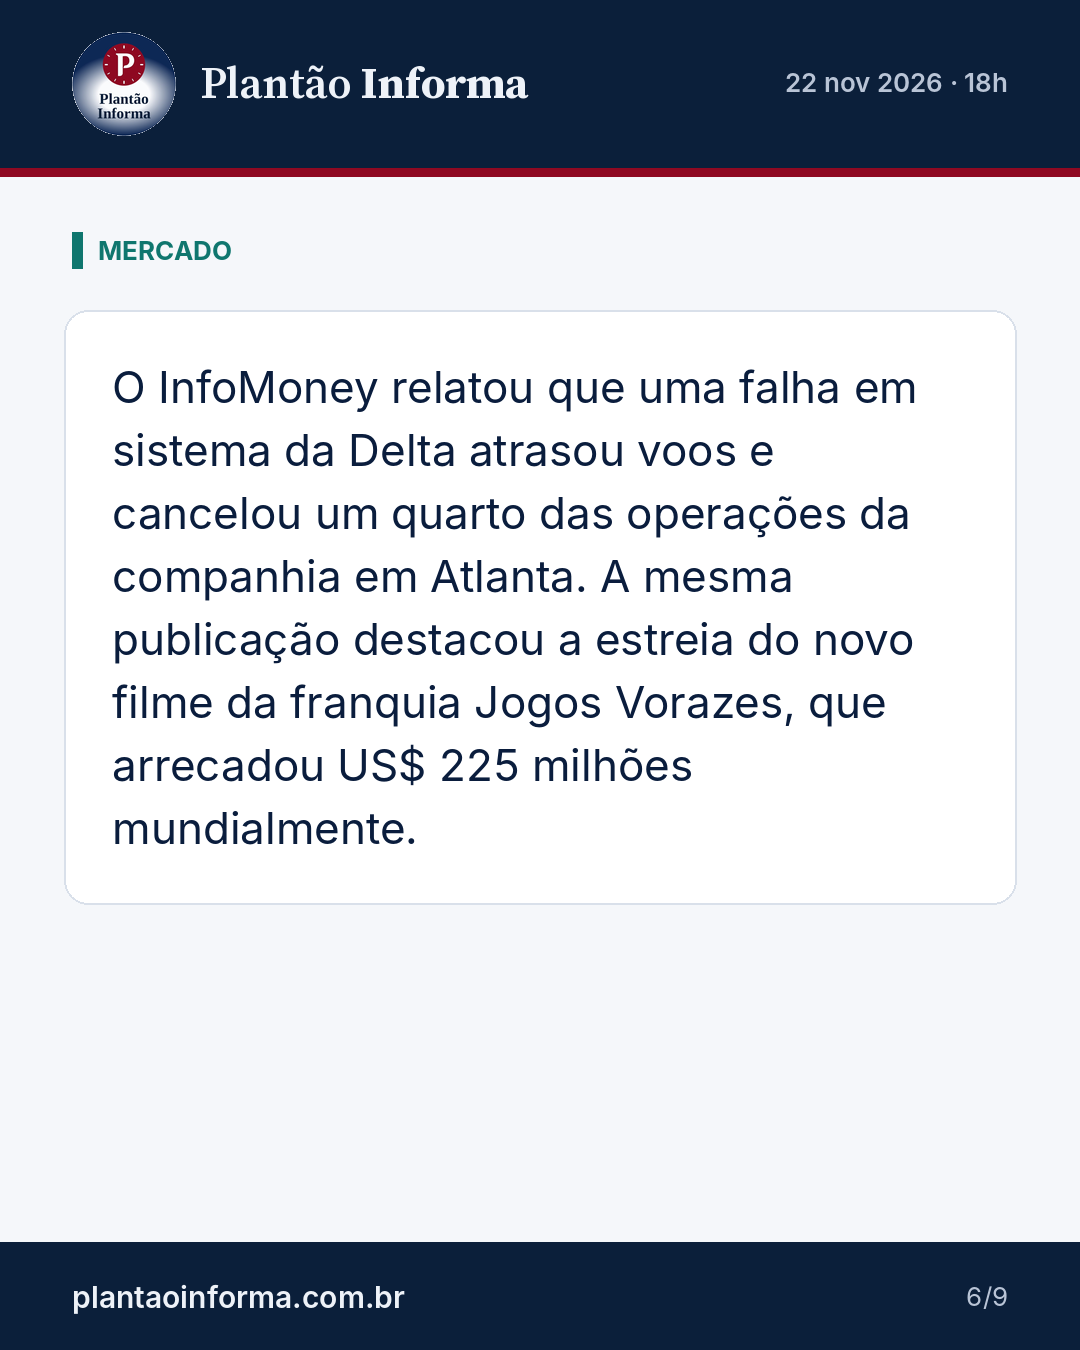 P
Plantão
Informa
Plantão Informa
22 nov 2026 · 18h
MERCADO
O InfoMoney relatou que uma falha em
sistema da Delta atrasou voos e
cancelou um quarto das operações da
companhia em Atlanta. A mesma
publicação destacou a estreia do novo
filme da franquia Jogos Vorazes, que
arrecadou US$ 225 milhões
mundialmente.
plantaoinforma.com.br
6/9